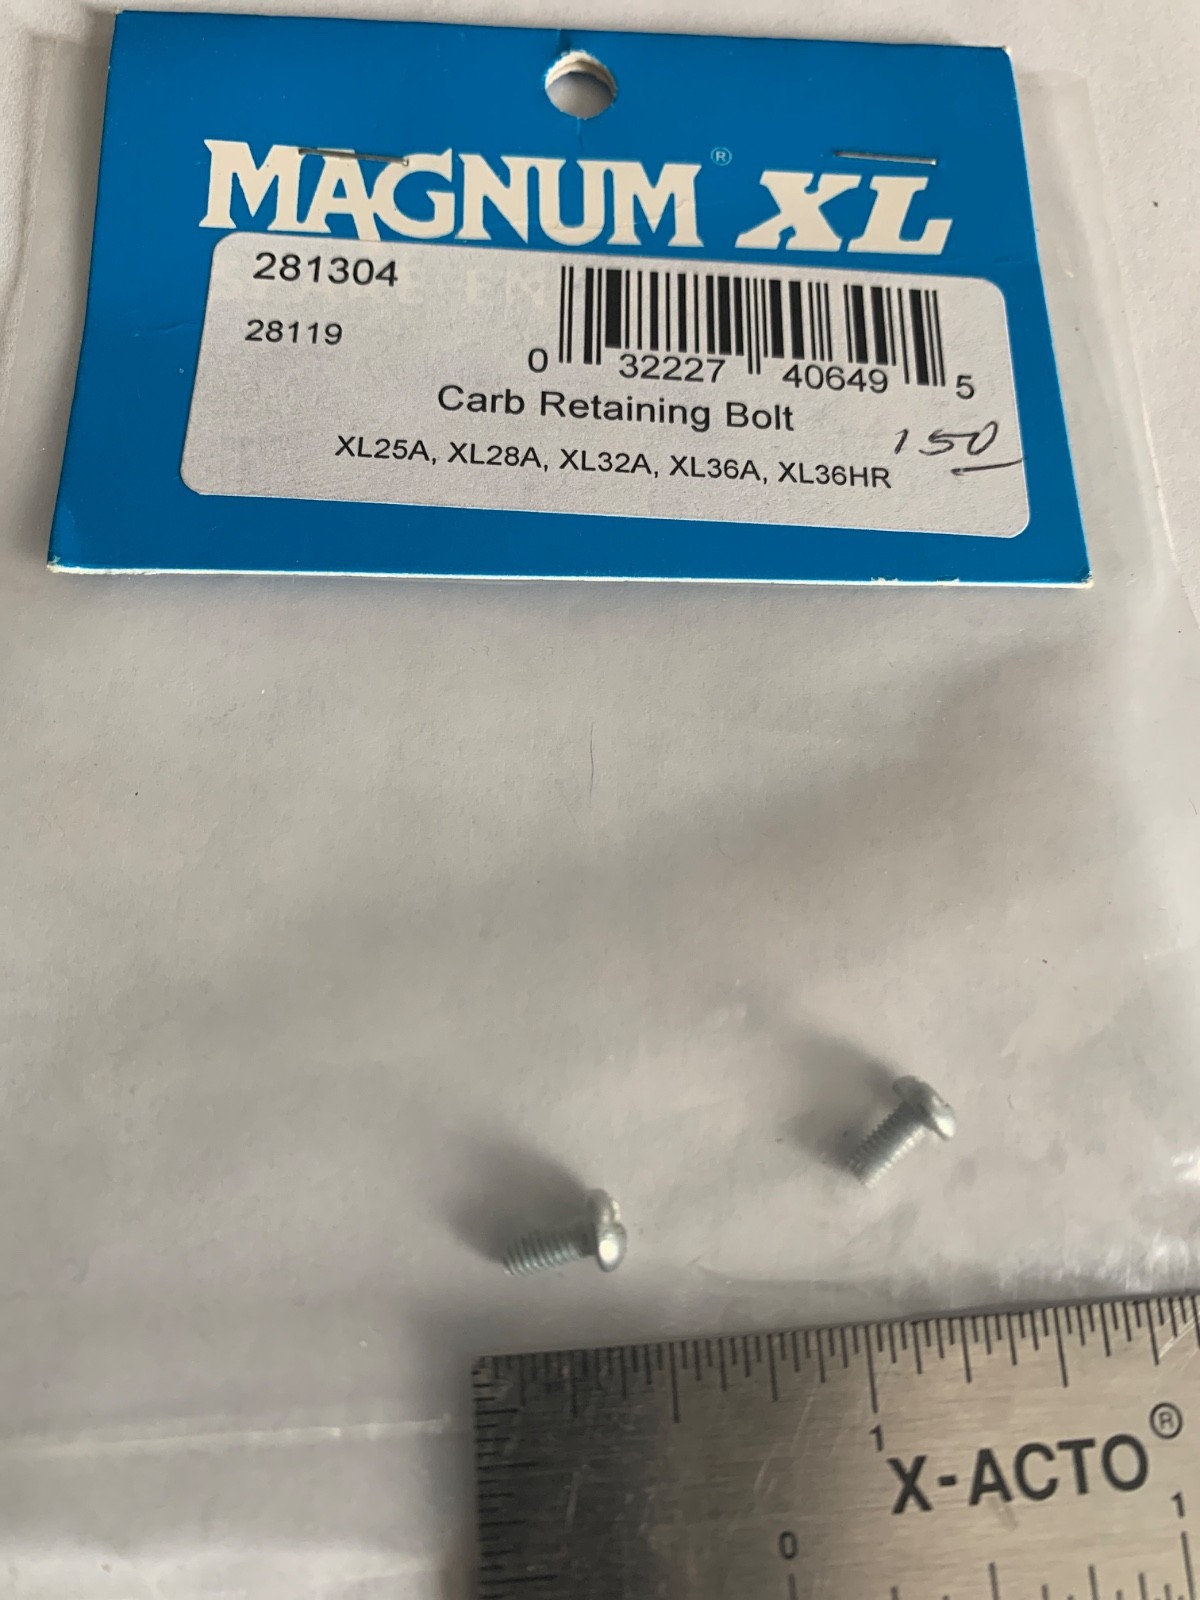 MAGNUM® XL
281304
28119
0 32227 40649 5
Carb Retaining Bolt
150
XL25A, XL28A, XL32A, XL36A, XL36HR
1
X-ACTO®
0 1